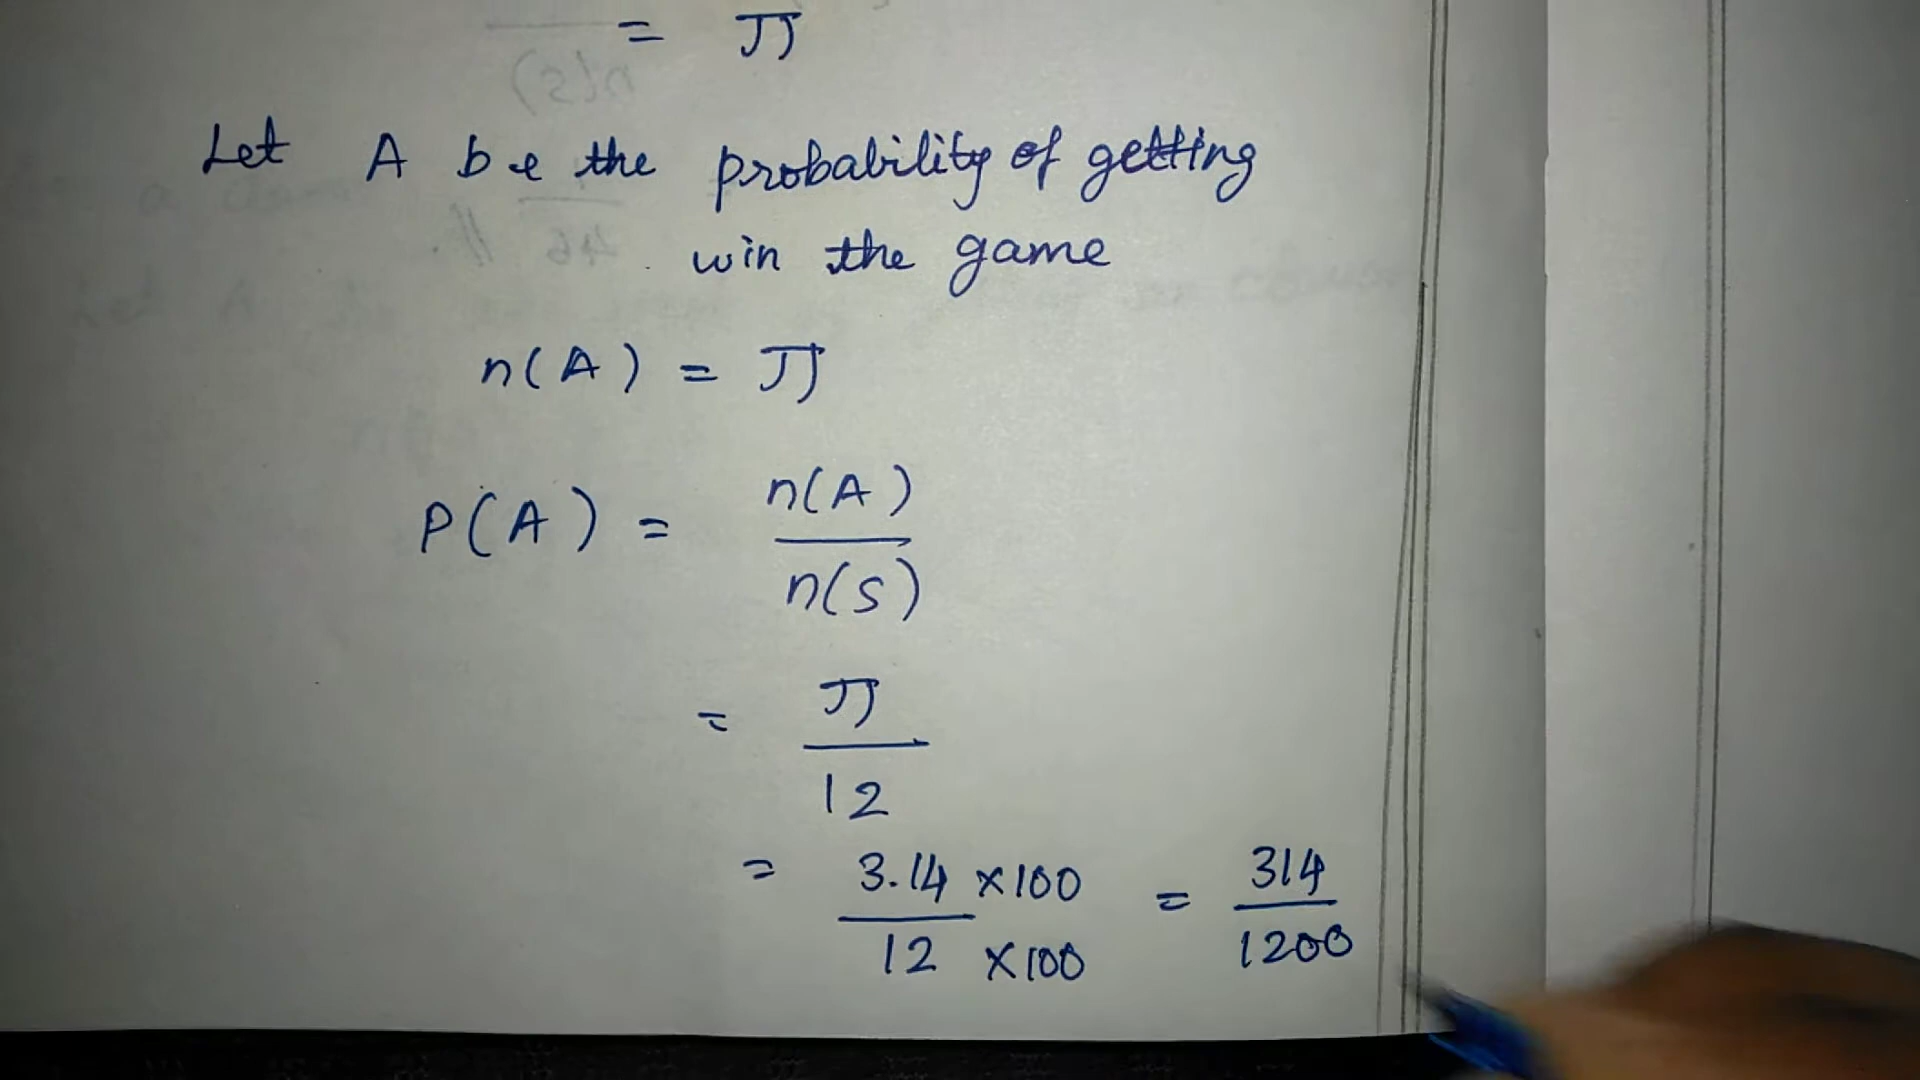 = π
Let A be the probability of getting
win the game
n(A) = π
P(A) = n(A)
n(S)
= π
12
= 3.14 × 100 = 314
12 × 100 1200